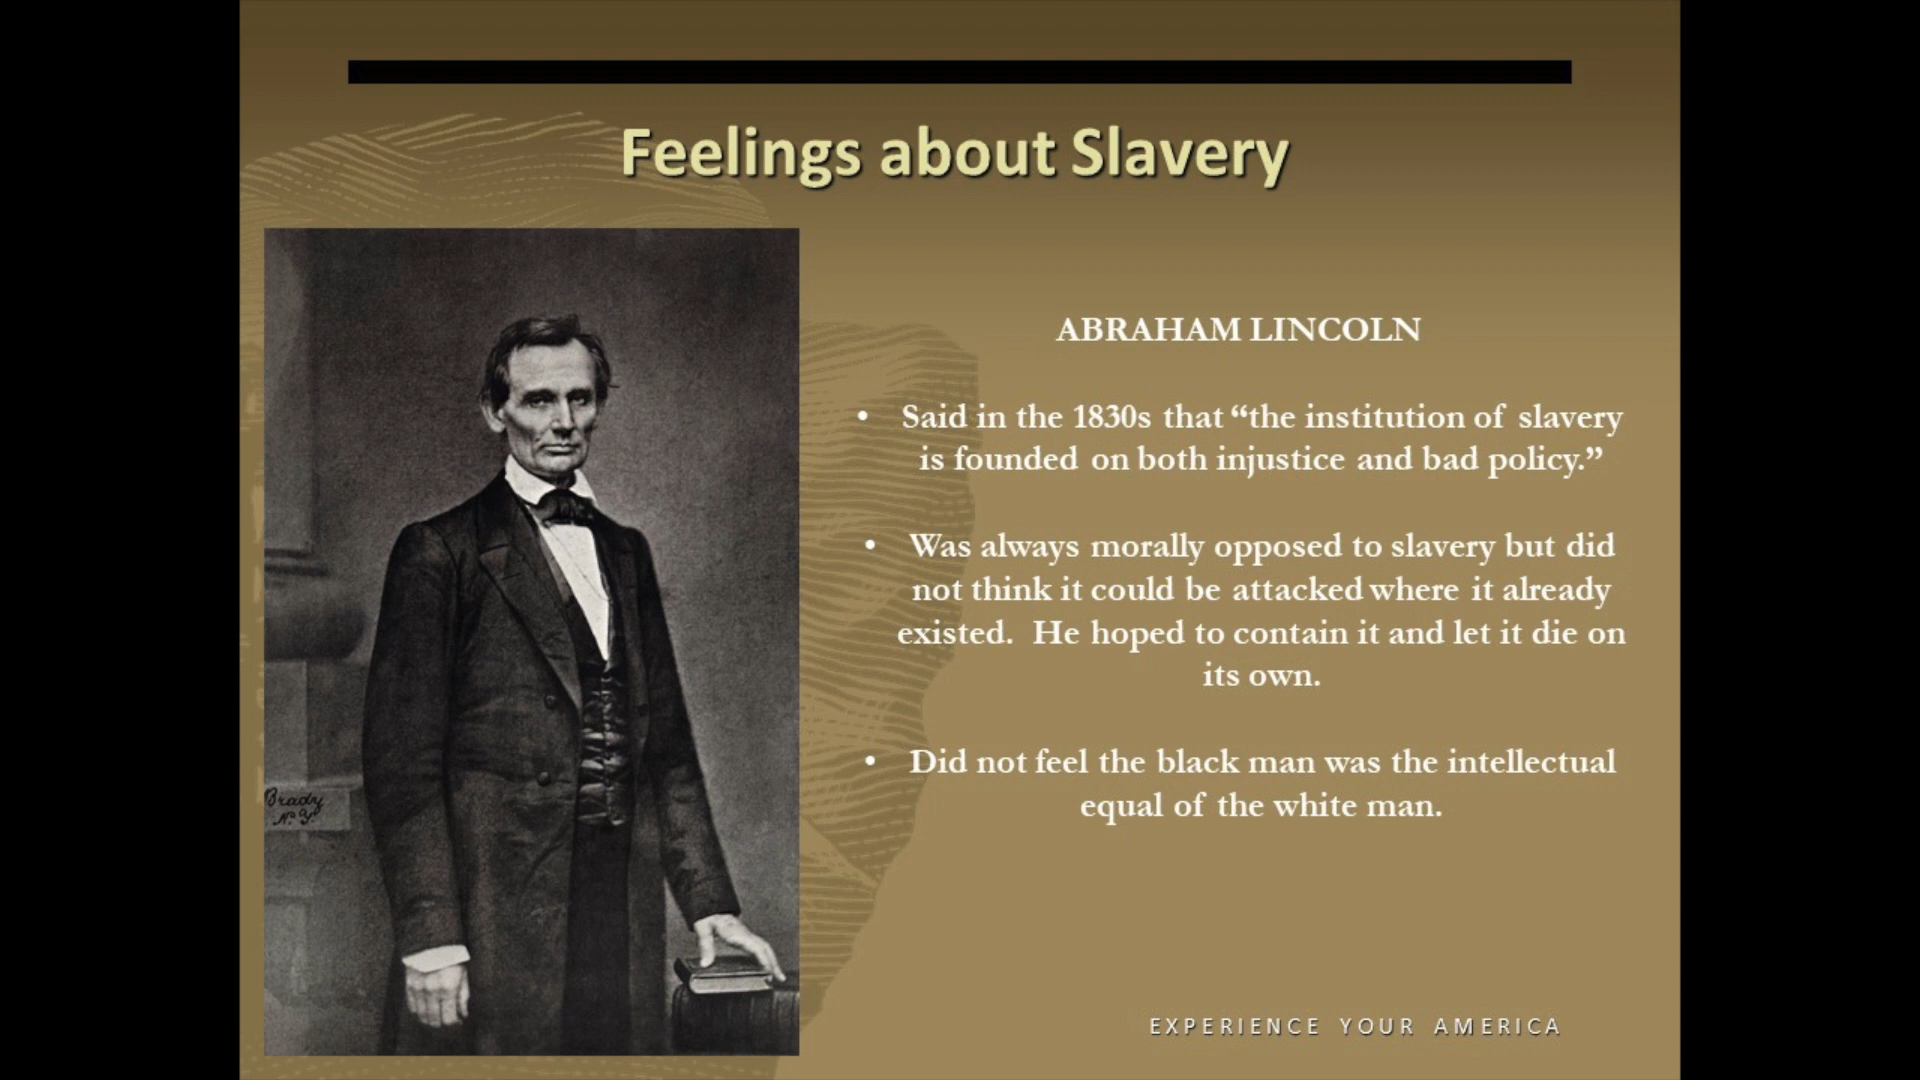 Feelings about Slavery
ABRAHAM LINCOLN
• Said in the 1830s that “the institution of slavery
is founded on both injustice and bad policy.”
• Was always morally opposed to slavery but did
not think it could be attacked where it already
existed. He hoped to contain it and let it die on
its own.
• Did not feel the black man was the intellectual
equal of the white man.
Brady
N.Y.
EXPERIENCE YOUR AMERICA